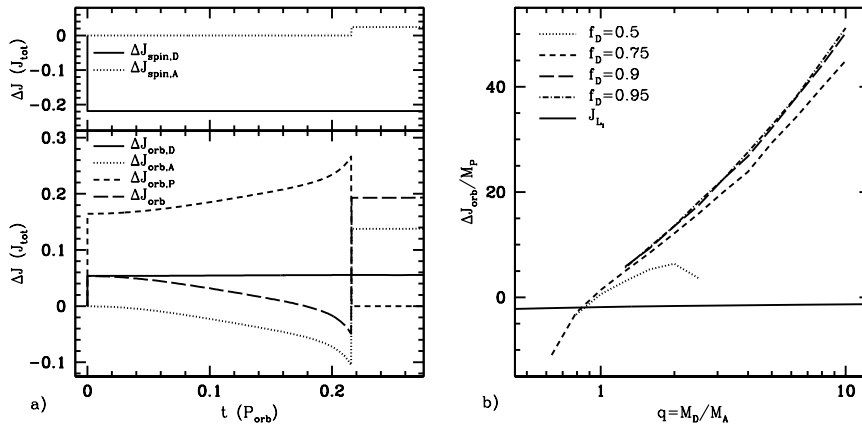 0
−0.1
−0.2
ΔJ (J_tot)
ΔJ_spin,D
ΔJ_spin,A
0.3
0.2
0.1
0
−0.1
ΔJ (J_tot)
ΔJ_orb,D
ΔJ_orb,A
ΔJ_orb,P
ΔJ_orb
0
0.1
0.2
t (P_orb)
a)
f_D=0.5
f_D=0.75
f_D=0.9
f_D=0.95
J_L₁
40
20
0
ΔJ_orb/M_P
1
10
q=M_D/M_A
b)